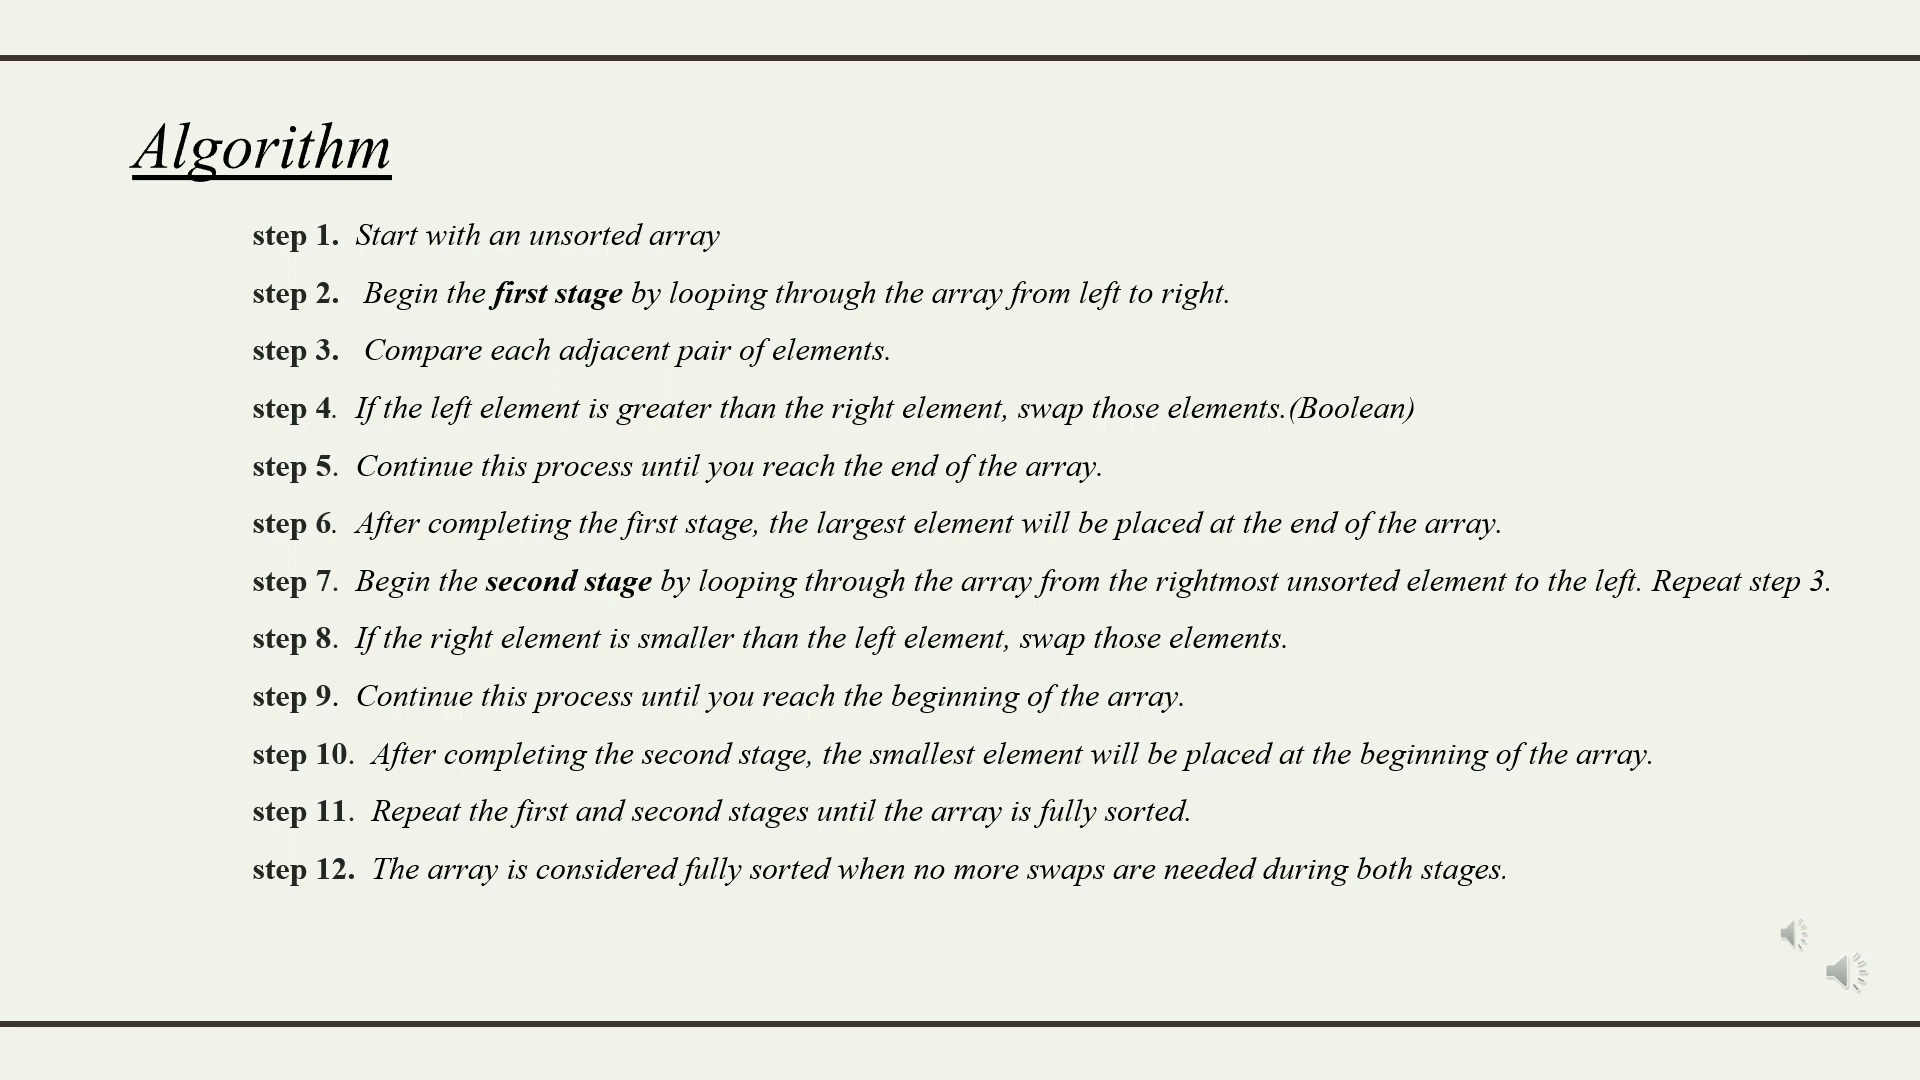 Algorithm
step 1. Start with an unsorted array
step 2. Begin the first stage by looping through the array from left to right.
step 3. Compare each adjacent pair of elements.
step 4. If the left element is greater than the right element, swap those elements.(Boolean)
step 5. Continue this process until you reach the end of the array.
step 6. After completing the first stage, the largest element will be placed at the end of the array.
step 7. Begin the second stage by looping through the array from the rightmost unsorted element to the left. Repeat step 3.
step 8. If the right element is smaller than the left element, swap those elements.
step 9. Continue this process until you reach the beginning of the array.
step 10. After completing the second stage, the smallest element will be placed at the beginning of the array.
step 11. Repeat the first and second stages until the array is fully sorted.
step 12. The array is considered fully sorted when no more swaps are needed during both stages.